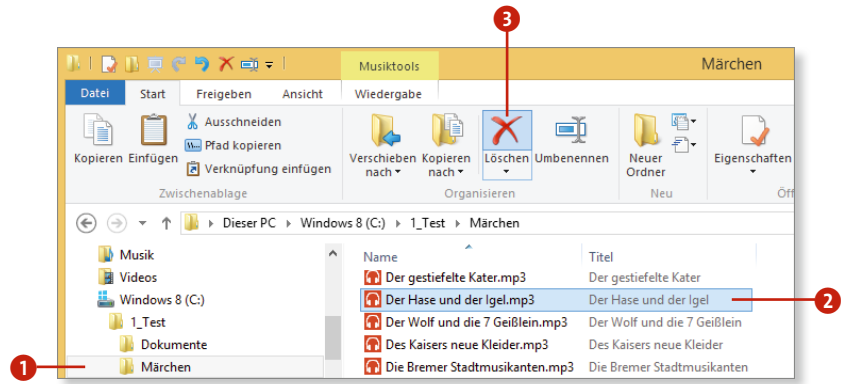 3
Musiktools
Märchen
Datei Start Freigeben Ansicht Wiedergabe
Kopieren Einfügen
Ausschneiden
Pfad kopieren
Verknüpfung einfügen
Zwischenablage
Verschieben nach
Kopieren nach
Löschen
Umbenennen
Organisieren
Neuer Ordner
Neu
Eigenschaften
Öff
Dieser PC Windows 8 (C:) 1_Test Märchen
Musik
Videos
Windows 8 (C:)
1_Test
Dokumente
1 Märchen
Name Titel
Der gestiefelte Kater.mp3 Der gestiefelte Kater
Der Hase und der Igel.mp3 Der Hase und der Igel 2
Der Wolf und die 7 Geißlein.mp3 Der Wolf und die 7 Geißlein
Des Kaisers neue Kleider.mp3 Des Kaisers neue Kleider
Die Bremer Stadtmusikanten.mp3 Die Bremer Stadtmusikanten